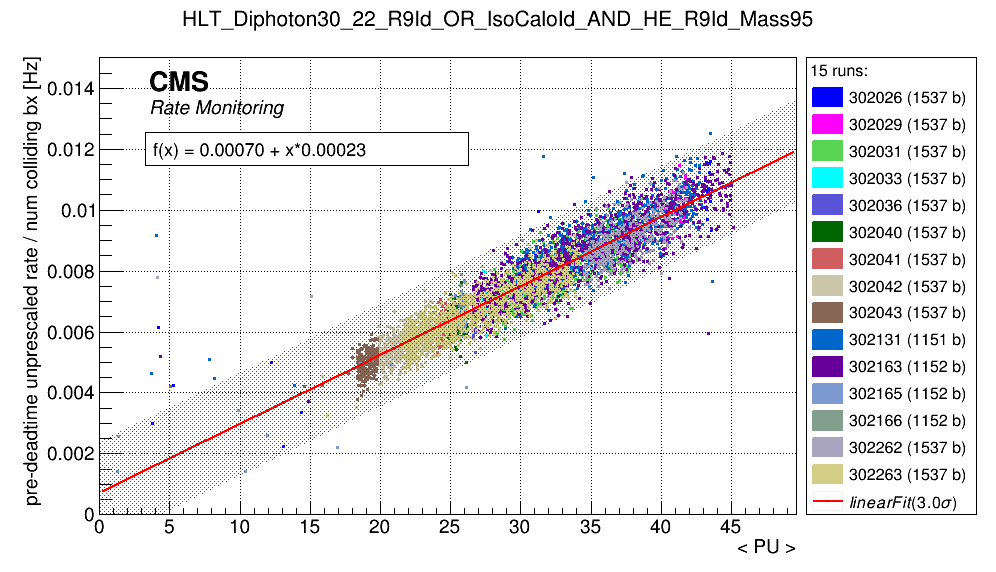 HLT_Diphoton30_22_R9Id_OR_IsoCaloId_AND_HE_R9Id_Mass95
pre-deadtime unprescaled rate / num colliding bx [Hz]
0.014
0.012
0.01
0.008
0.006
0.004
0.002
0
CMS
Rate Monitoring
f(x) = 0.00070 + x*0.00023
0 5 10 15 20 25 30 35 40 45
< PU >
15 runs:
302026 (1537 b)
302029 (1537 b)
302031 (1537 b)
302033 (1537 b)
302036 (1537 b)
302040 (1537 b)
302041 (1537 b)
302042 (1537 b)
302043 (1537 b)
302131 (1151 b)
302163 (1152 b)
302165 (1152 b)
302166 (1152 b)
302262 (1537 b)
302263 (1537 b)
linearFit(3.0σ)